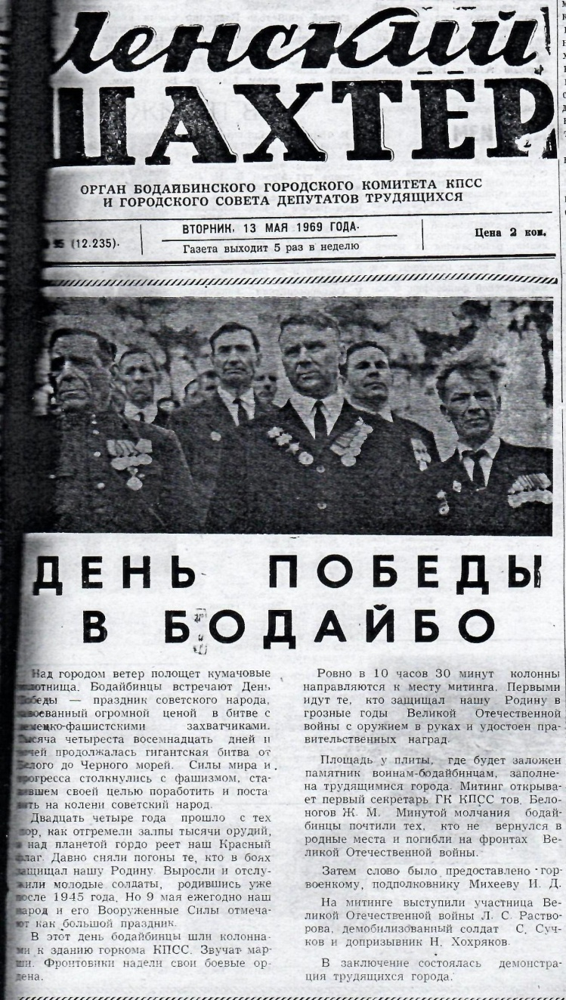 Ленский
ШАХТЁР
ОРГАН БОДАЙБИНСКОГО ГОРОДСКОГО КОМИТЕТА КПСС
И ГОРОДСКОГО СОВЕТА ДЕПУТАТОВ ТРУДЯЩИХСЯ
95 (12.235).
ВТОРНИК, 13 МАЯ 1969 ГОДА.
Газета выходит 5 раз в неделю
Цена 2 коп.
ДЕНЬ ПОБЕДЫ
В БОДАЙБО
Над городом ветер полощет кумачовые
полотнища. Бодайбинцы встречают День
Победы — праздник советского народа,
завоеванный огромной ценой в битве с
немецко-фашистскими захватчиками.
Тысяча четыреста восемнадцать дней и
ночей продолжалась гигантская битва от
Белого до Черного морей. Силы мира и
прогресса столкнулись с фашизмом, ста-
вившем своей целью поработить и поста
вить на колени советский народ.
Двадцать четыре года прошло с тех
пор, как отгремели залпы тысячи орудий,
а над планетой гордо реет наш Красный
флаг. Давно сняли погоны те, кто в боях
защищал нашу Родину. Выросли и отслу-
жили молодые солдаты, родившись уже
после 1945 года. Но 9 мая ежегодно наш
народ и его Вооруженные Силы отмеча-
ют как большой праздник.
В этот день бодайбинцы шли колонна-
ми к зданию горкома КПСС. Звучат мар-
ши. Фронтовики надели свои боевые ор-
дена.
Ровно в 10 часов 30 минут колонны
направляются к месту митинга. Первыми
идут те, кто защищал нашу Родину в
грозные годы Великой Отечественной
войны с оружием в руках и удостоен пра-
вительственных наград.
Площадь у плиты, где будет заложен
памятник воинам-бодайбинцам, заполне-
на трудящимися города. Митинг открыва-
ет первый секретарь ГК КПСС тов. Бело-
ногов Ж. М. Минутой молчания бодай-
бинцы почтили тех, кто не вернулся в
родные места и погибли на фронтах Ве-
ликой Отечественной войны.
Затем слово было предоставлено гор-
военкому, подполковнику Михееву И. Д.
На митинге выступили участница Ве-
ликой Отечественной войны Л. С. Раство-
рова, демобилизованный солдат С. Суч-
ков и допризывник Н. Хохряков.
В заключение состоялась демонстра-
ция трудящихся города.